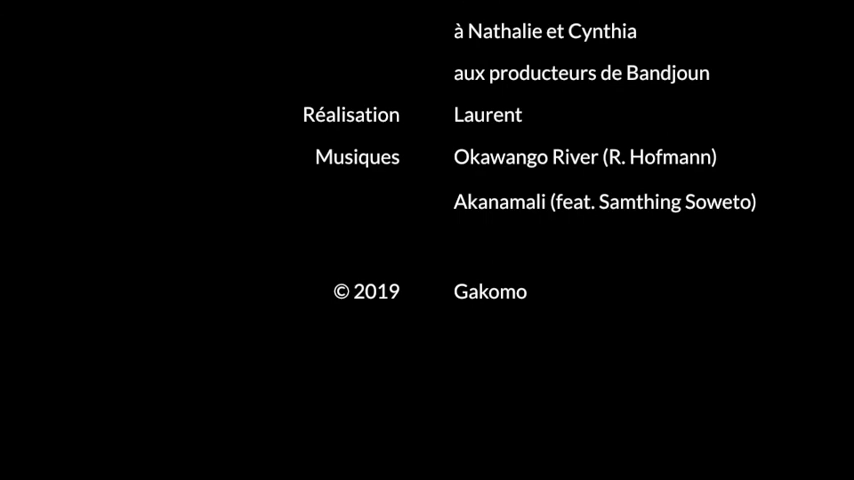 à Nathalie et Cynthia
aux producteurs de Bandjoun
Réalisation Laurent
Musiques Okawango River (R. Hofmann)
Akanamali (feat. Samthing Soweto)
© 2019 Gakomo